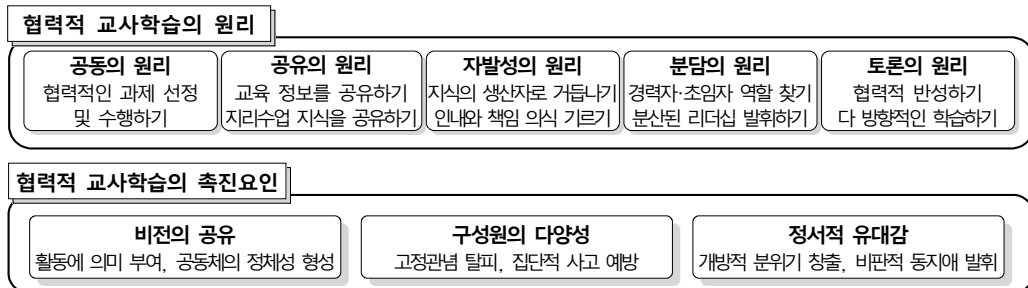 협력적 교사학습의 원리
공동의 원리
협력적인 과제 선정
및 수행하기
공유의 원리
교육 정보를 공유하기
지리수업 지식을 공유하기
자발성의 원리
지식의 생산자로 거듭나기
인내와 책임 의식 기르기
분담의 원리
경력자·초임자 역할 찾기
분산된 리더십 발휘하기
토론의 원리
협력적 반성하기
다 방향적인 학습하기
협력적 교사학습의 촉진요인
비전의 공유
활동에 의미 부여, 공동체의 정체성 형성
구성원의 다양성
고정관념 탈피, 집단적 사고 예방
정서적 유대감
개방적 분위기 창출, 비판적 동지애 발휘